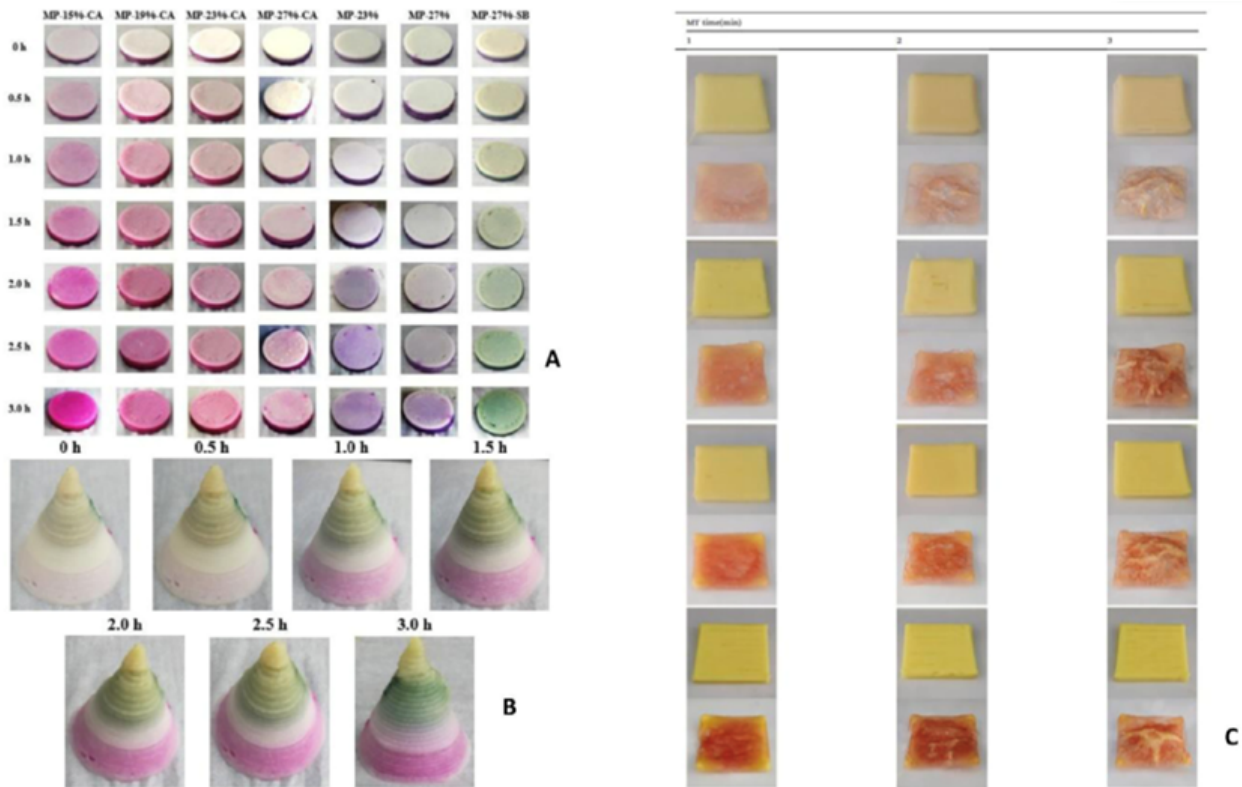 MP-15%-CA MP-19%-CA MP-23%-CA MP-27%-CA MP-23% MP-27% MP-27%-SB
0 h
0.5 h
1.0 h
1.5 h
2.0 h
2.5 h
3.0 h
A
0 h 0.5 h 1.0 h 1.5 h
2.0 h 2.5 h 3.0 h
B
MT time(min)
1 2 3
C